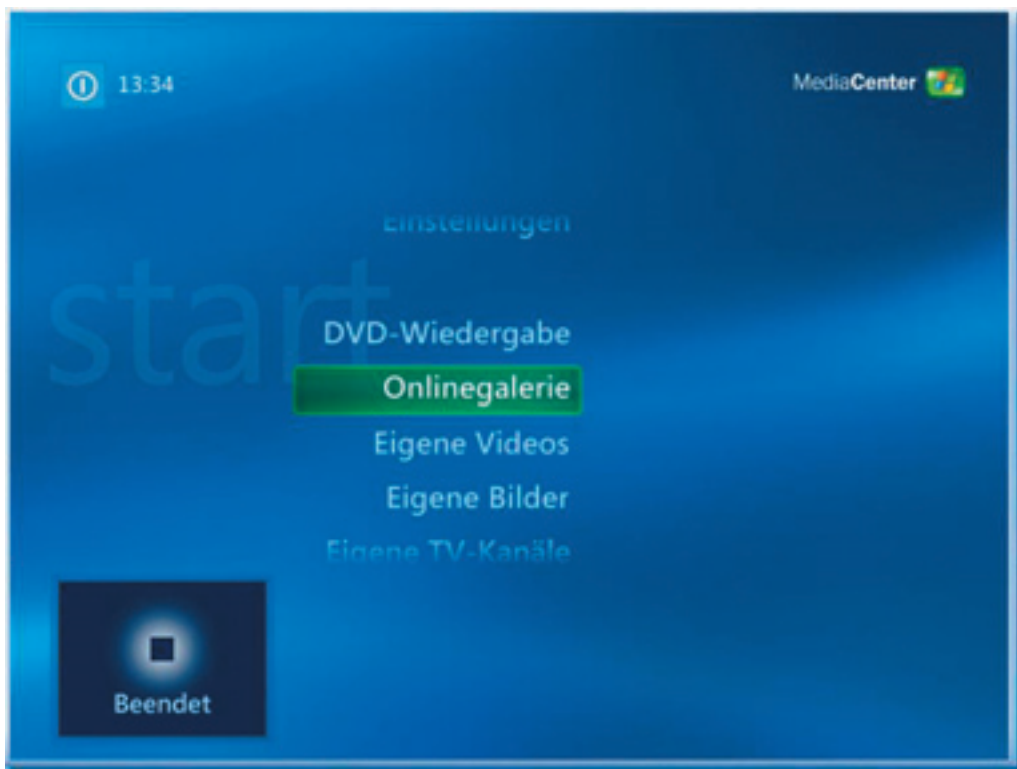 13:34
MediaCenter
Einstellungen
start
DVD-Wiedergabe
Onlinegalerie
Eigene Videos
Eigene Bilder
Eigene TV-Kanäle
Beendet